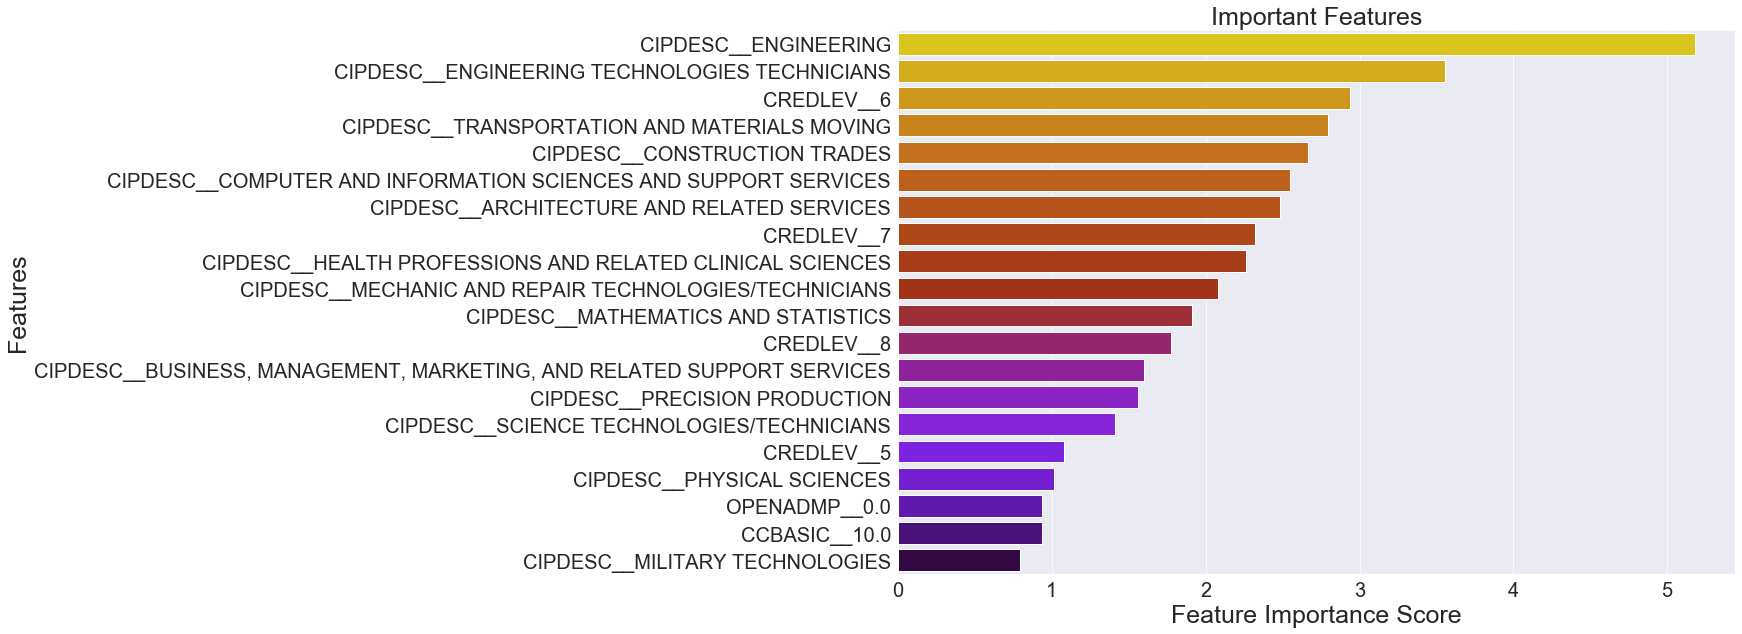 Important Features
CIPDESC__ENGINEERING
CIPDESC__ENGINEERING TECHNOLOGIES TECHNICIANS
CREDLEV__6
CIPDESC__TRANSPORTATION AND MATERIALS MOVING
CIPDESC__CONSTRUCTION TRADES
CIPDESC__COMPUTER AND INFORMATION SCIENCES AND SUPPORT SERVICES
CIPDESC__ARCHITECTURE AND RELATED SERVICES
CREDLEV__7
CIPDESC__HEALTH PROFESSIONS AND RELATED CLINICAL SCIENCES
CIPDESC__MECHANIC AND REPAIR TECHNOLOGIES/TECHNICIANS
CIPDESC__MATHEMATICS AND STATISTICS
CREDLEV__8
CIPDESC__BUSINESS, MANAGEMENT, MARKETING, AND RELATED SUPPORT SERVICES
CIPDESC__PRECISION PRODUCTION
CIPDESC__SCIENCE TECHNOLOGIES/TECHNICIANS
CREDLEV__5
CIPDESC__PHYSICAL SCIENCES
OPENADMP__0.0
CCBASIC__10.0
CIPDESC__MILITARY TECHNOLOGIES
Features
0 1 2 3 4 5
Feature Importance Score